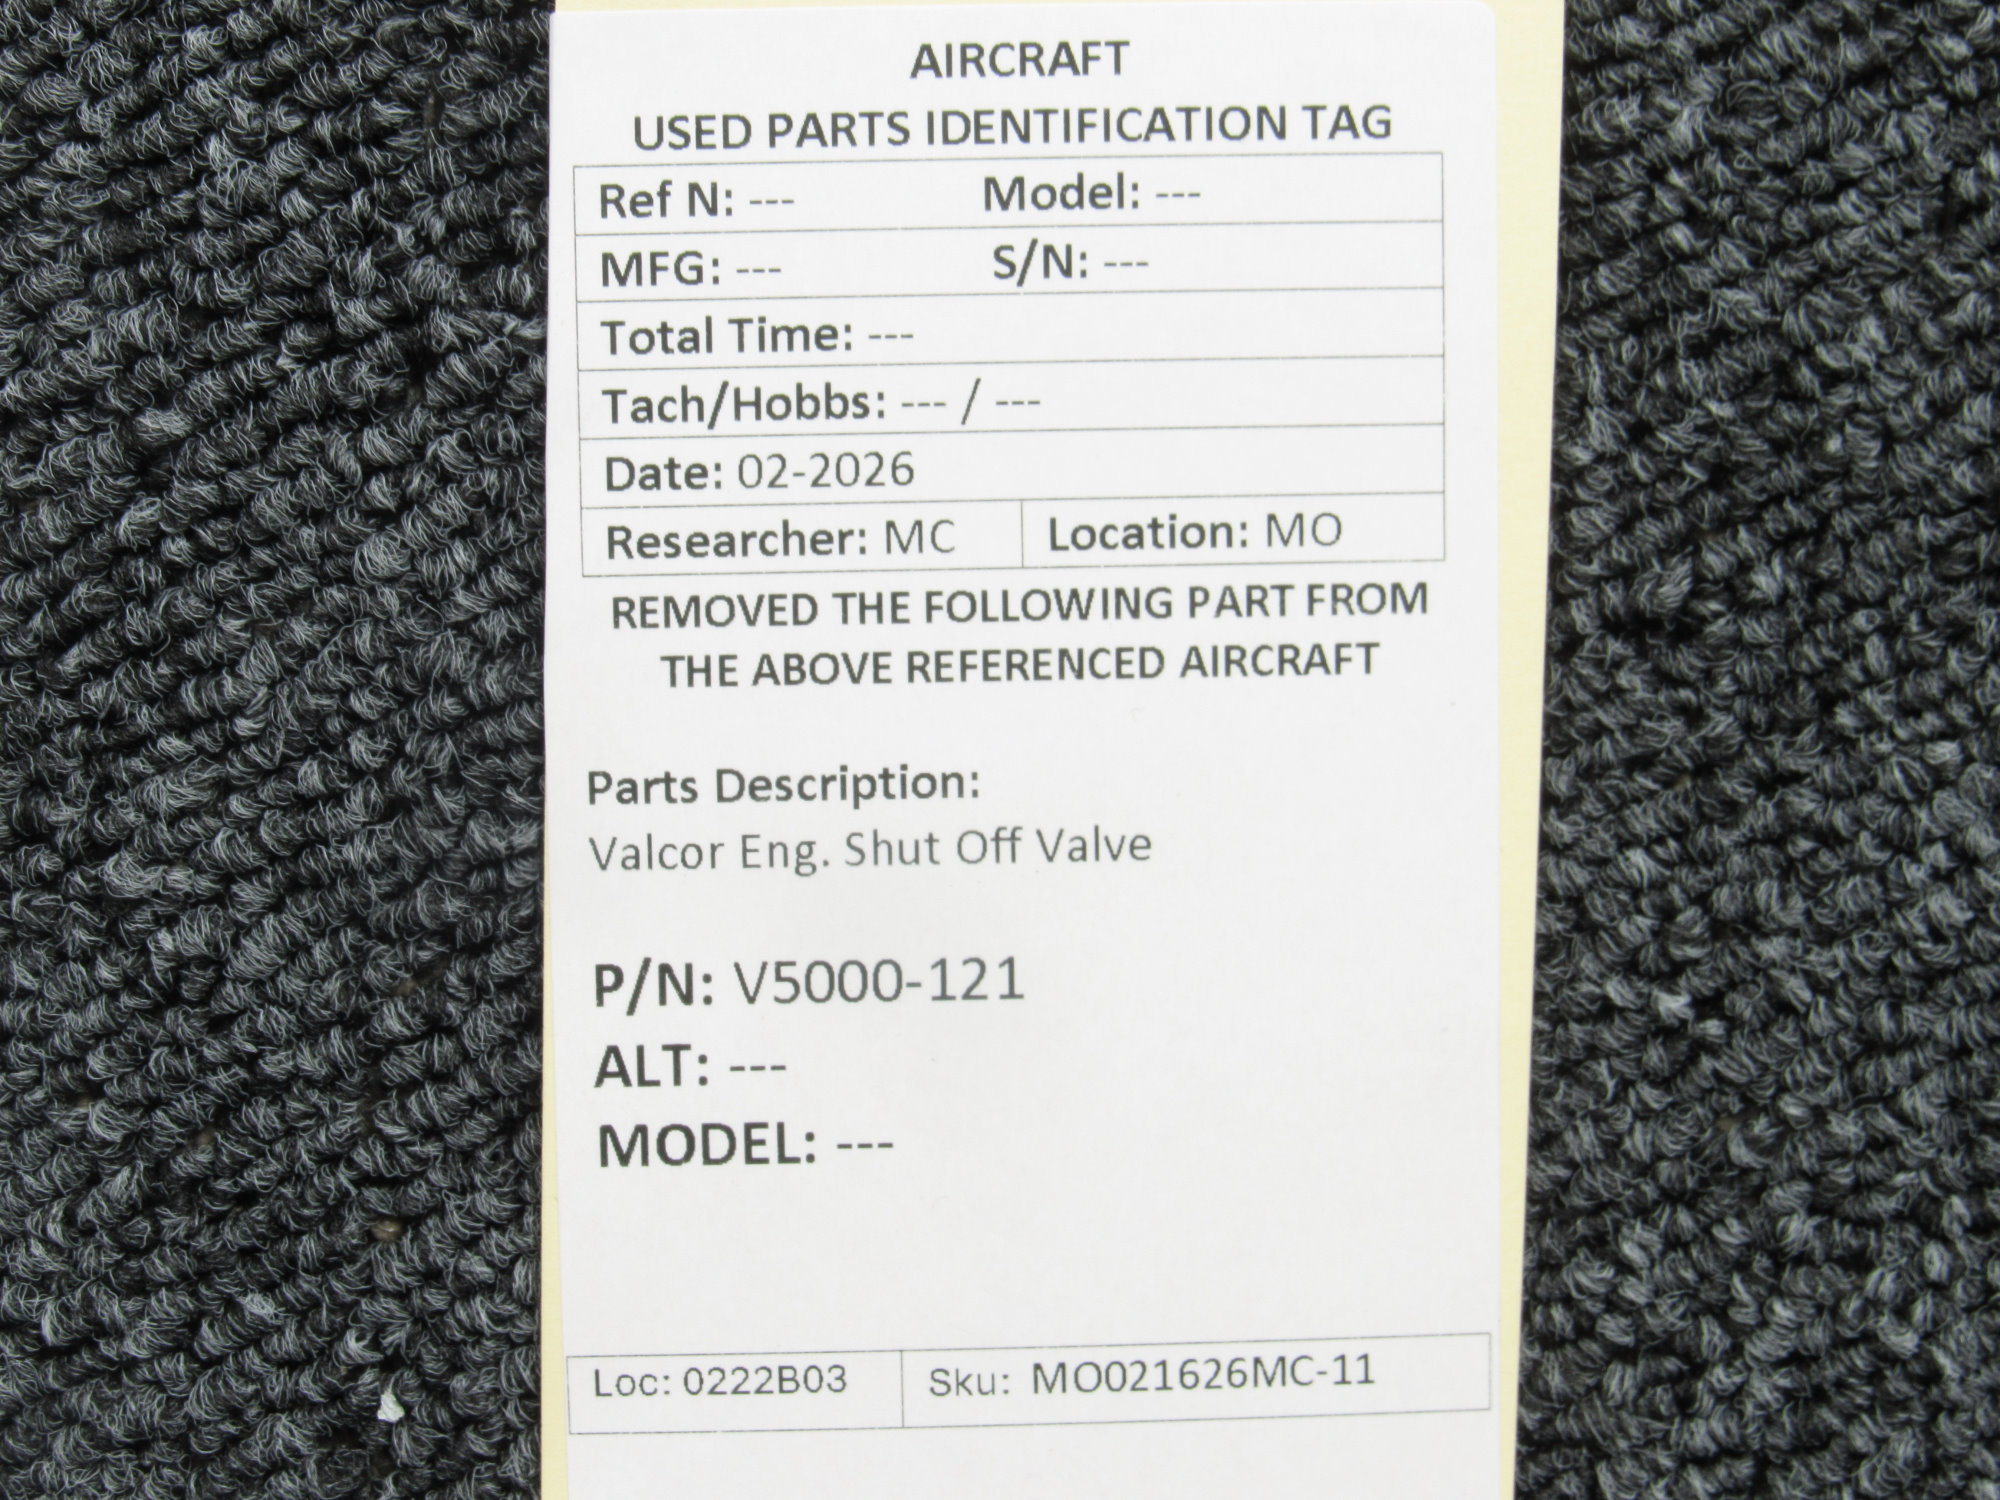 AIRCRAFT
USED PARTS IDENTIFICATION TAG
Ref N: --- Model: ---
MFG: --- S/N: ---
Total Time: ---
Tach/Hobbs: --- / ---
Date: 02-2026
Researcher: MC Location: MO
REMOVED THE FOLLOWING PART FROM
THE ABOVE REFERENCED AIRCRAFT
Parts Description:
Valcor Eng. Shut Off Valve
P/N: V5000-121
ALT: ---
MODEL: ---
Loc: 0222B03 Sku: MO021626MC-11